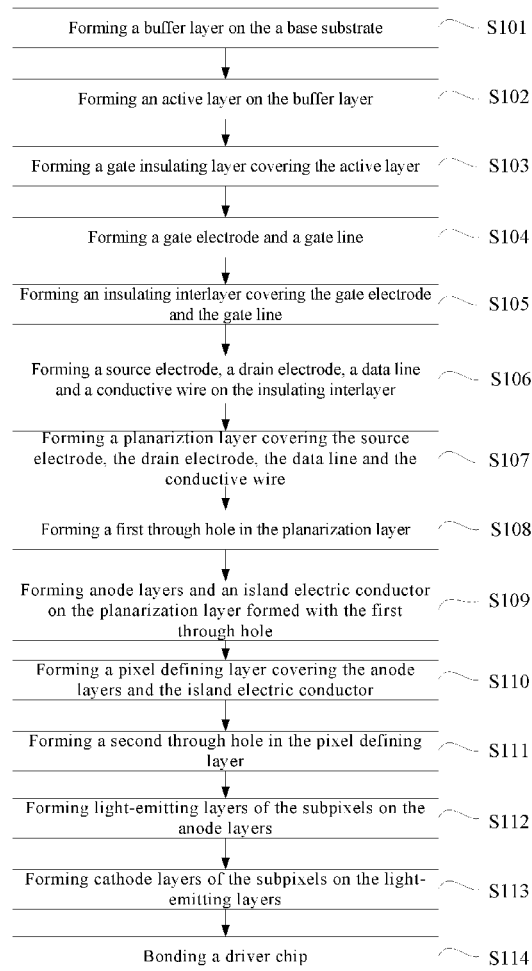 Forming a buffer layer on the a base substrate
S101
Forming an active layer on the buffer layer
S102
Forming a gate insulating layer covering the active layer
S103
Forming a gate electrode and a gate line
S104
Forming an insulating interlayer covering the gate electrode
and the gate line
S105
Forming a source electrode, a drain electrode, a data line
and a conductive wire on the insulating interlayer
S106
Forming a planariztion layer covering the source
electrode, the drain electrode, the data line and the
conductive wire
S107
Forming a first through hole in the planarization layer
S108
Forming anode layers and an island electric conductor
on the planarization layer formed with the first
through hole
S109
Forming a pixel defining layer covering the anode
layers and the island electric conductor
S110
Forming a second through hole in the pixel defining
layer
S111
Forming light-emitting layers of the subpixels on the
anode layers
S112
Forming cathode layers of the subpixels on the light-
emitting layers
S113
Bonding a driver chip
S114